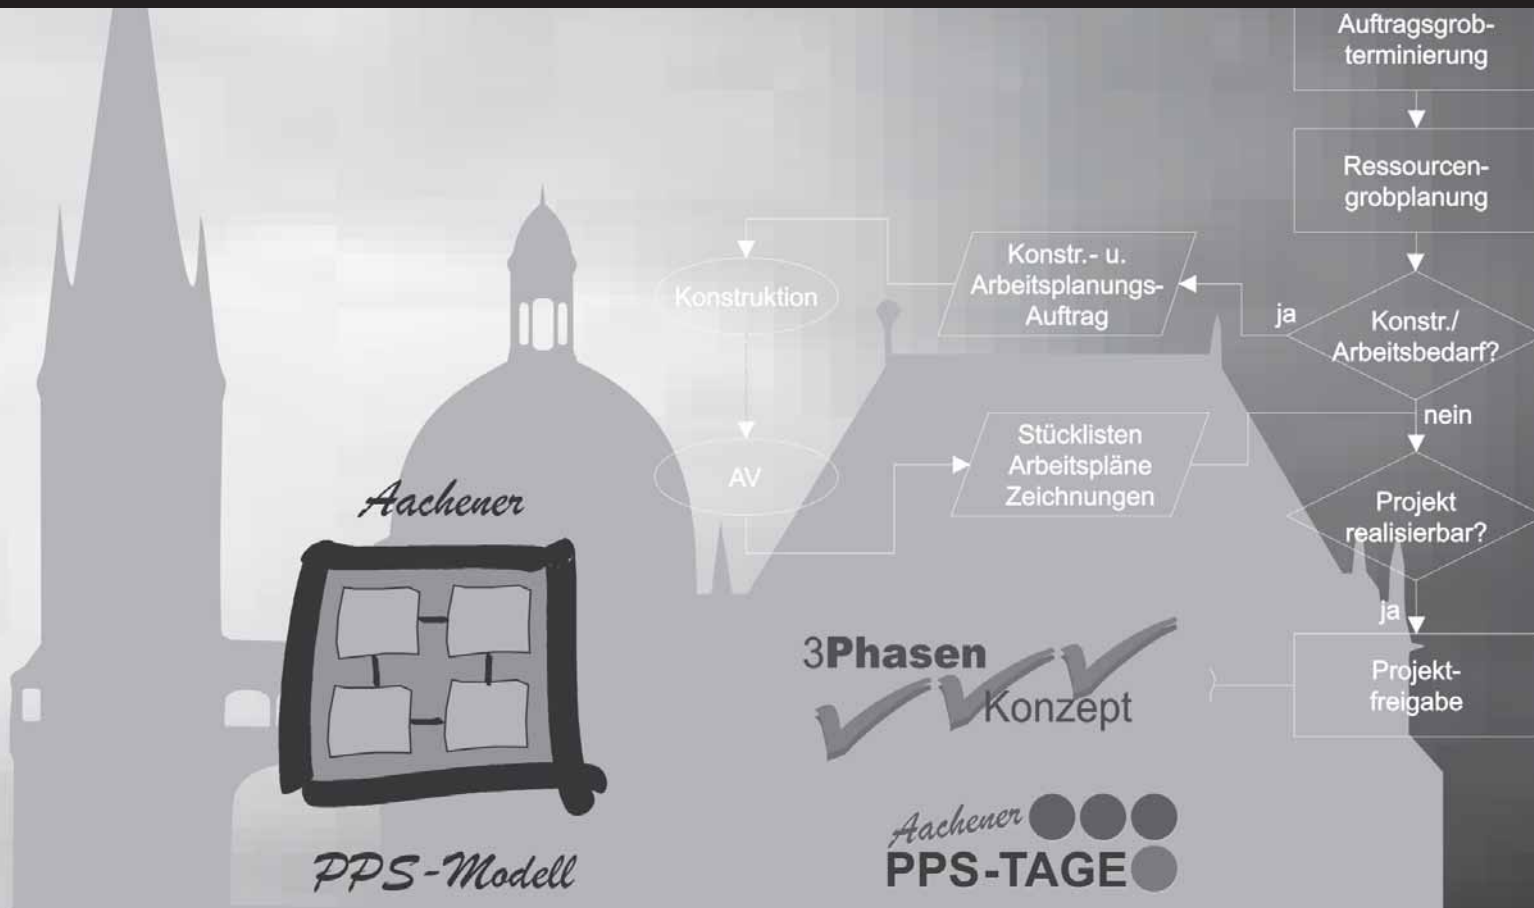 Auftragsgrob-
terminierung
Ressourcen-
grobplanung
Konstr.- u.
Arbeitsplanungs-
Auftrag
Konstruktion
ja
Konstr./
Arbeitsbedarf?
nein
Stücklisten
Arbeitspläne
Zeichnungen
AV
Projekt
realisierbar?
ja
Projekt-
freigabe
Aachener
PPS-Modell
3Phasen
Konzept
Aachener
PPS-TAGE